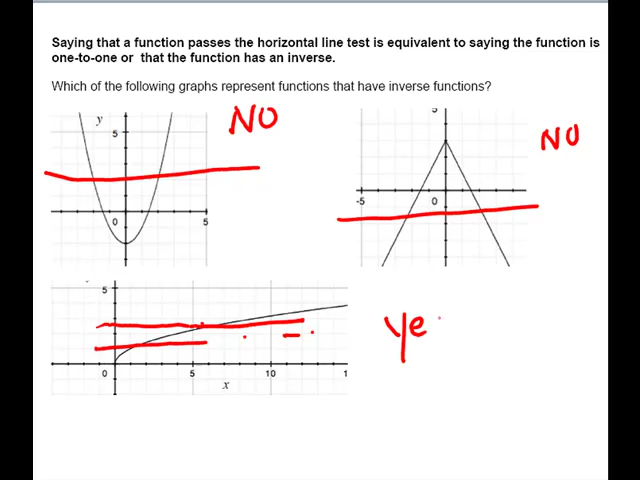 Saying that a function passes the horizontal line test is equivalent to saying the function is
one-to-one or that the function has an inverse.
Which of the following graphs represent functions that have inverse functions?
y
5
NO
0
5
5
NO
-5
0
5
ye
0
5
10
1
x